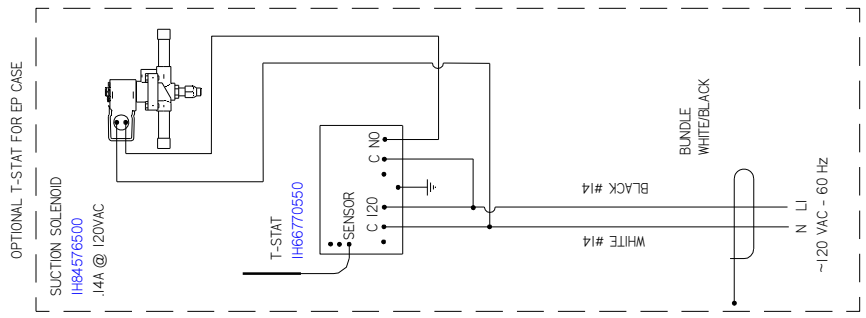 OPTIONAL T-STAT FOR EP CASE
SUCTION SOLENOID
IH84576500
.14A @ 120VAC
T-STAT
IH66770550
SENSOR
C 120
C NO
BLACK #14
WHITE #14
BUNDLE
WHITE/BLACK
N L1
~120 VAC - 60 Hz